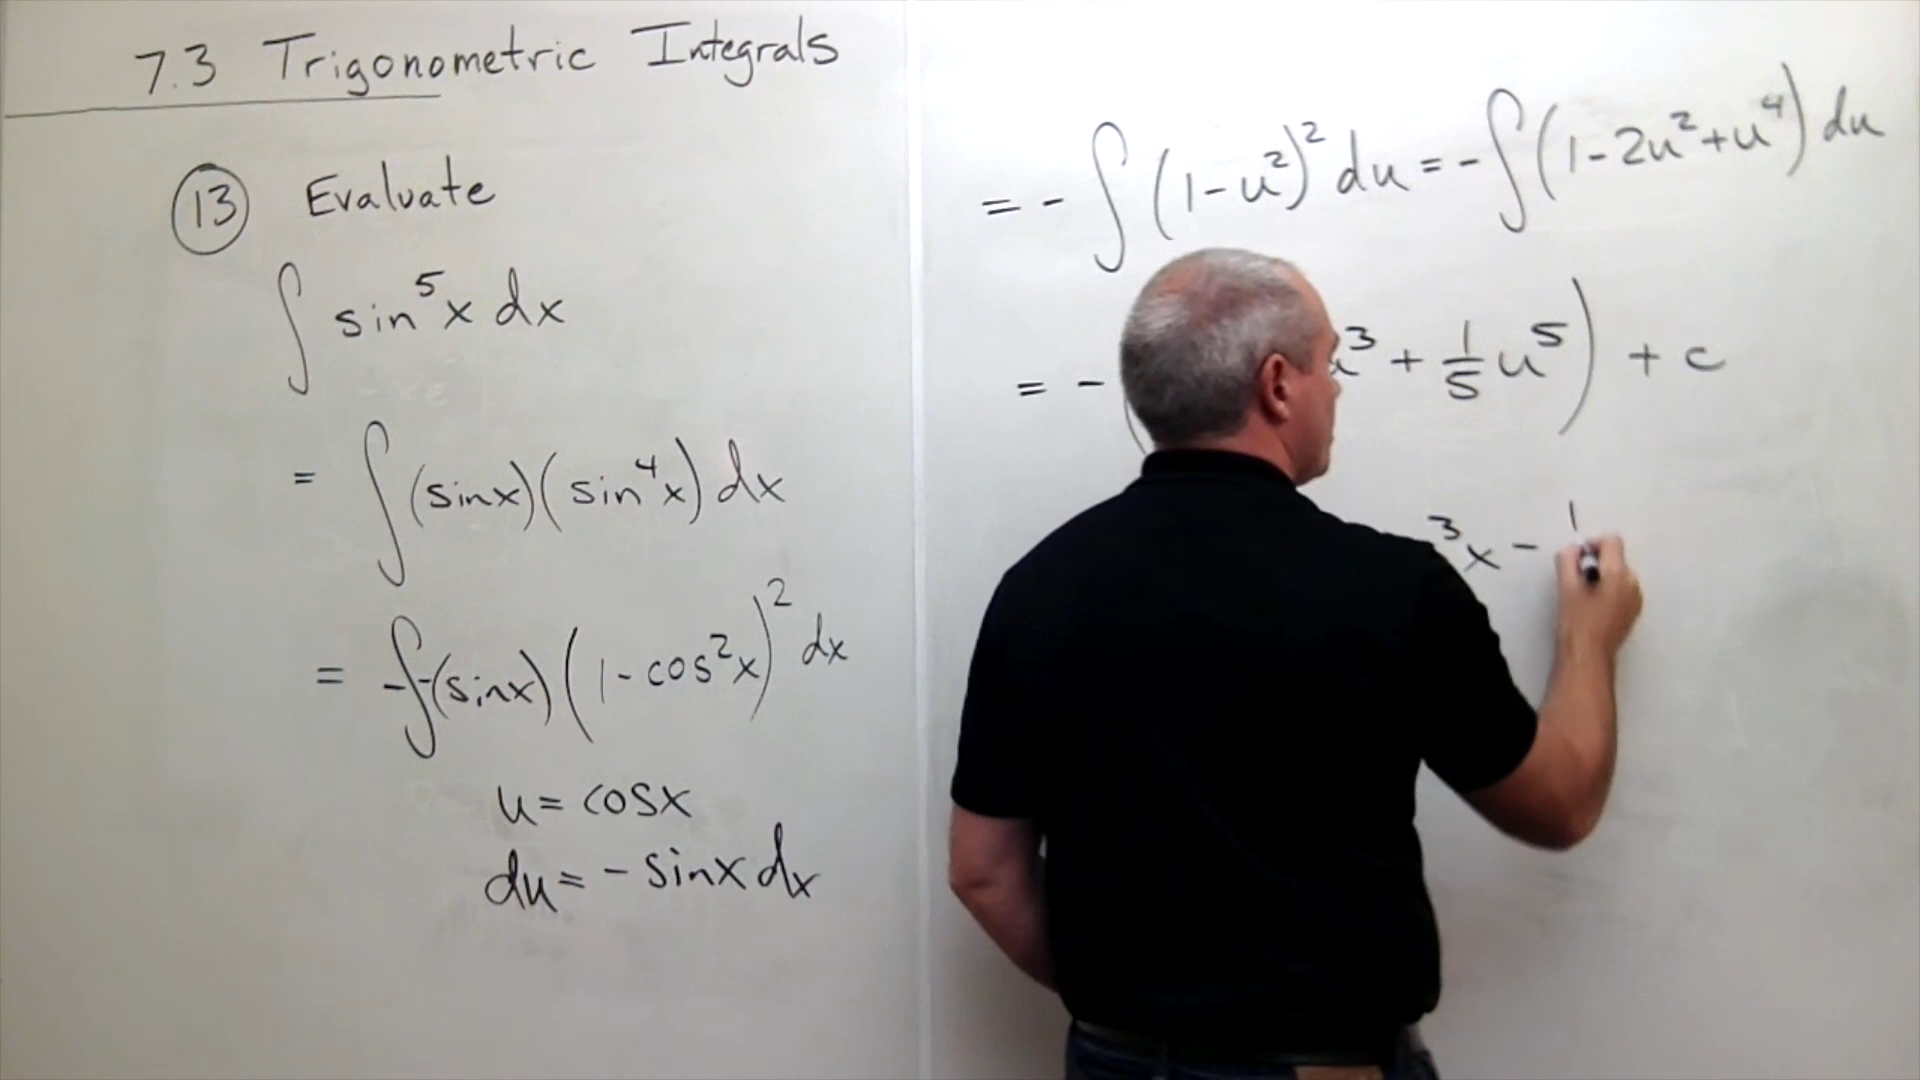 7.3 Trigonometric Integrals
13 Evaluate
∫ sin⁵x dx
= ∫ (sinx)(sin⁴x) dx
= -∫-(sinx)(1-cos²x)² dx
u = cosx
du = -sinx dx
= -∫(1-u²)² du = -∫(1-2u²+u⁴) du
= -( u³ + 1/5 u⁵) + c
³x - 1